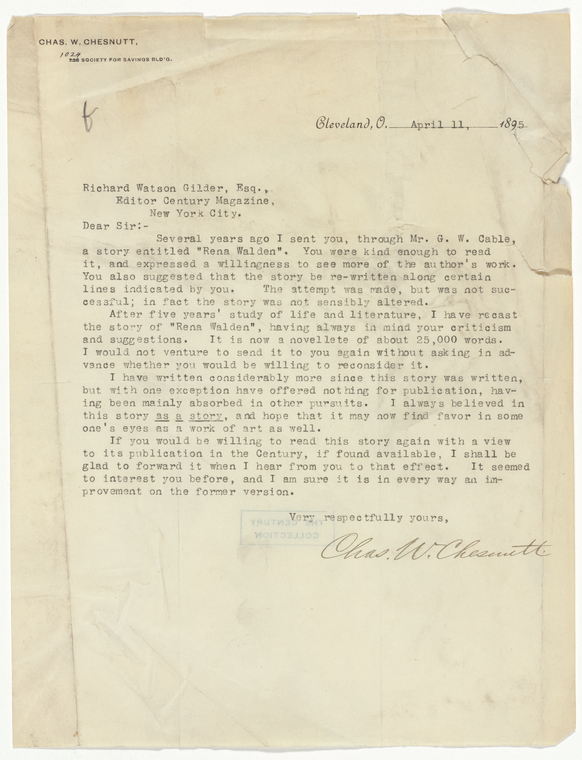 CHAS. W. CHESNUTT,
1024
SOCIETY FOR SAVINGS BLD'G.
Cleveland, O. April 11, 1895
Richard Watson Gilder, Esq.,
Editor Century Magazine,
New York City.
Dear Sir:-
Several years ago I sent you, through Mr. G. W. Cable,
a story entitled "Rena Walden". You were kind enough to read
it, and expressed a willingness to see more of the author's work.
You also suggested that the story be re-written along certain
lines indicated by you. The attempt was made, but was not suc-
cessful; in fact the story was not sensibly altered.
After five years' study of life and literature, I have recast
the story of "Rena Walden", having always in mind your criticism
and suggestions. It is now a novellete of about 25,000 words.
I would not venture to send it to you again without asking in ad-
vance whether you would be willing to reconsider it.
I have written considerably more since this story was written,
but with one exception have offered nothing for publication, hav-
ing been mainly absorbed in other pursuits. I always believed in
this story as a story, and hope that it may now find favor in some
one's eyes as a work of art as well.
If you would be willing to read this story again with a view
to its publication in the Century, if found available, I shall be
glad to forward it when I hear from you to that effect. It seemed
to interest you before, and I am sure it is in every way an im-
provement on the former version.
Very respectfully yours,
THE CENTURY
COLLECTION
Chas. W. Chesnutt.